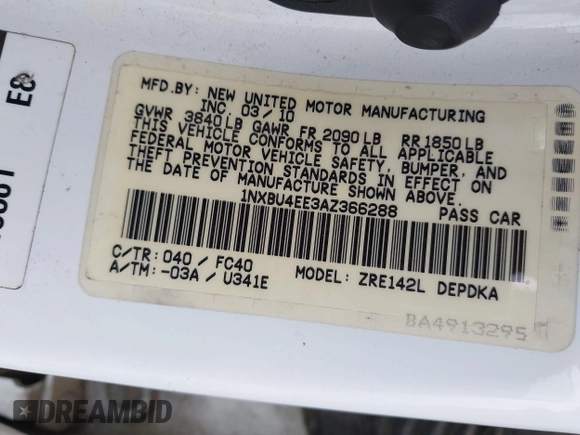 MFD.BY: NEW UNITED MOTOR MANUFACTURING
INC. 03/10
GVWR 3840LB GAWR FR 2090LB RR1850LB
THIS VEHICLE CONFORMS TO ALL APPLICABLE
FEDERAL MOTOR VEHICLE SAFETY, BUMPER, AND
THEFT PREVENTION STANDARDS IN EFFECT ON
THE DATE OF MANUFACTURE SHOWN ABOVE.
1NXBU4EE3AZ366288 PASS CAR
C/TR: 040 / FC40
A/TM: -03A / U341E MODEL: ZRE142L DEPDKA
BA4913295
E8
DREAMBID